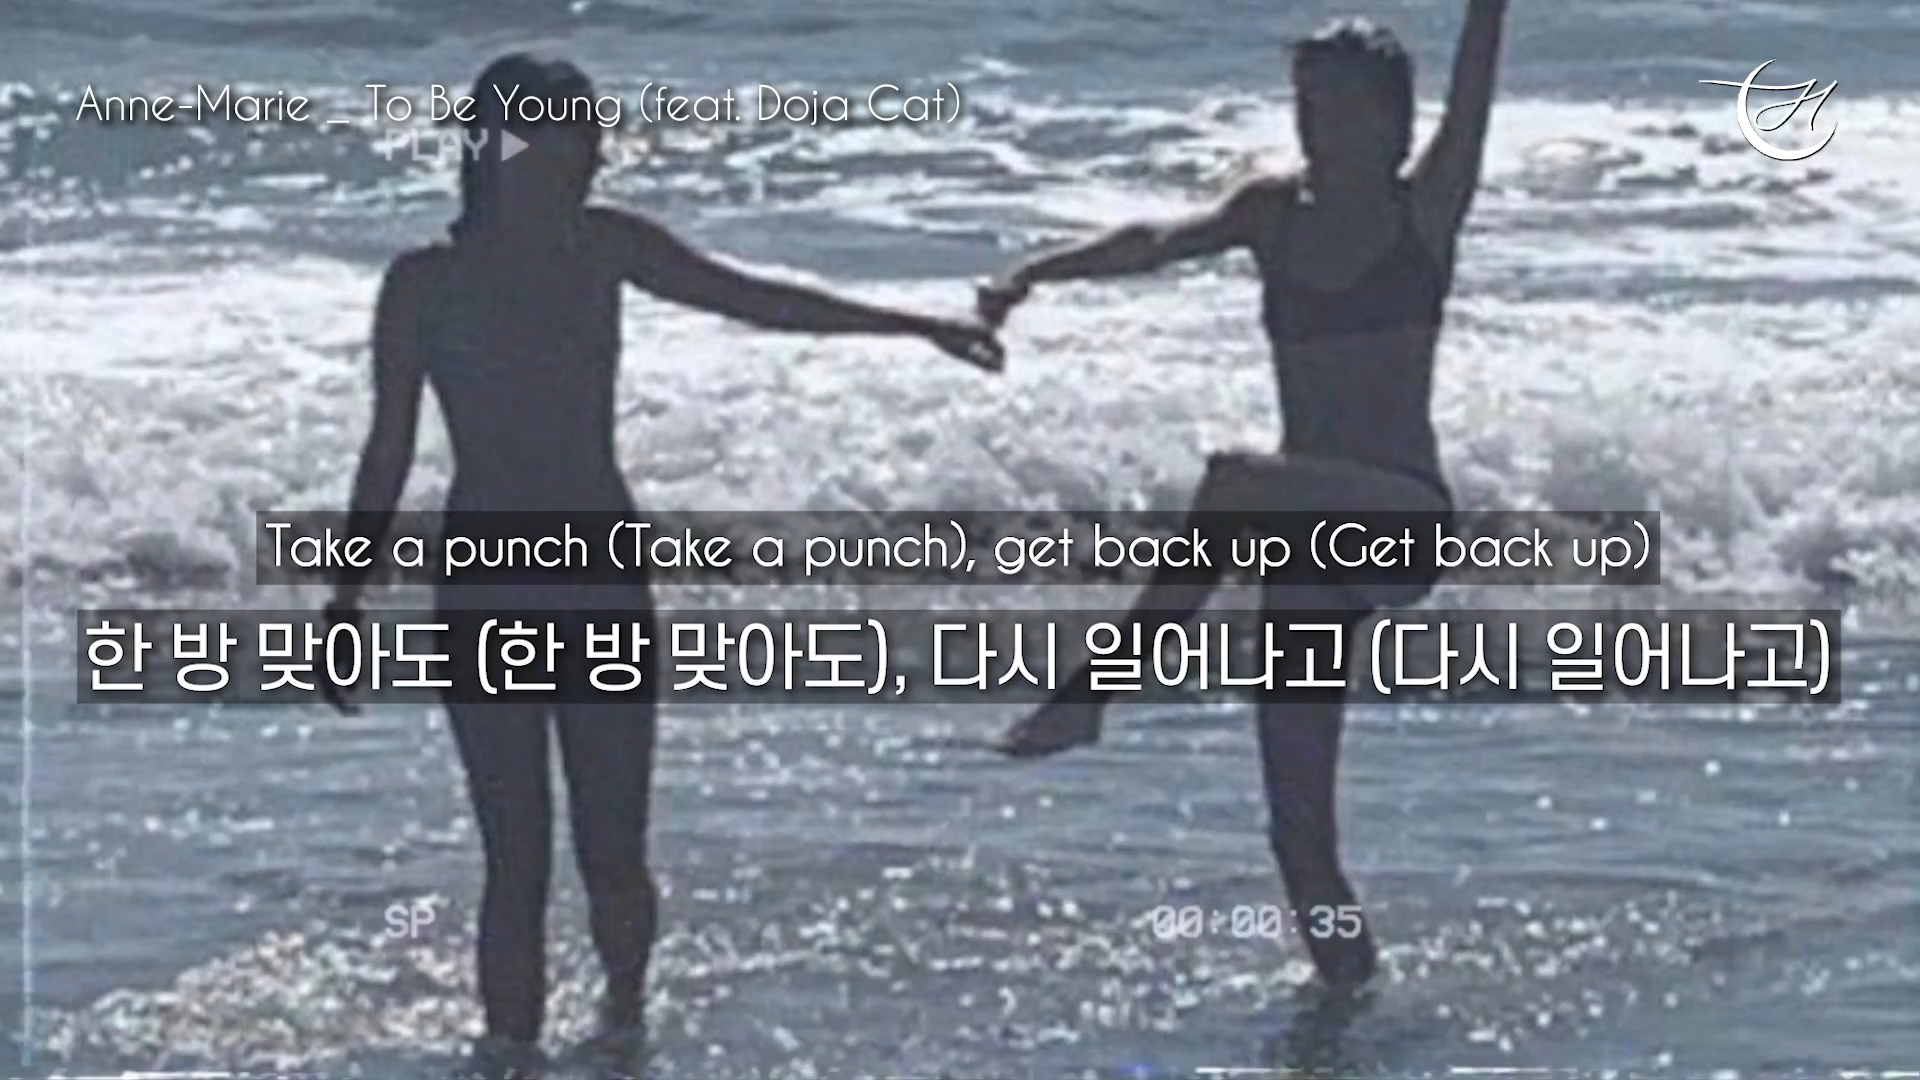 Anne-Marie _ To Be Young (feat. Doja Cat)
PLAY
Take a punch (Take a punch), get back up (Get back up)
한 방 맞아도 (한 방 맞아도), 다시 일어나고 (다시 일어나고)
SP 00:00:35